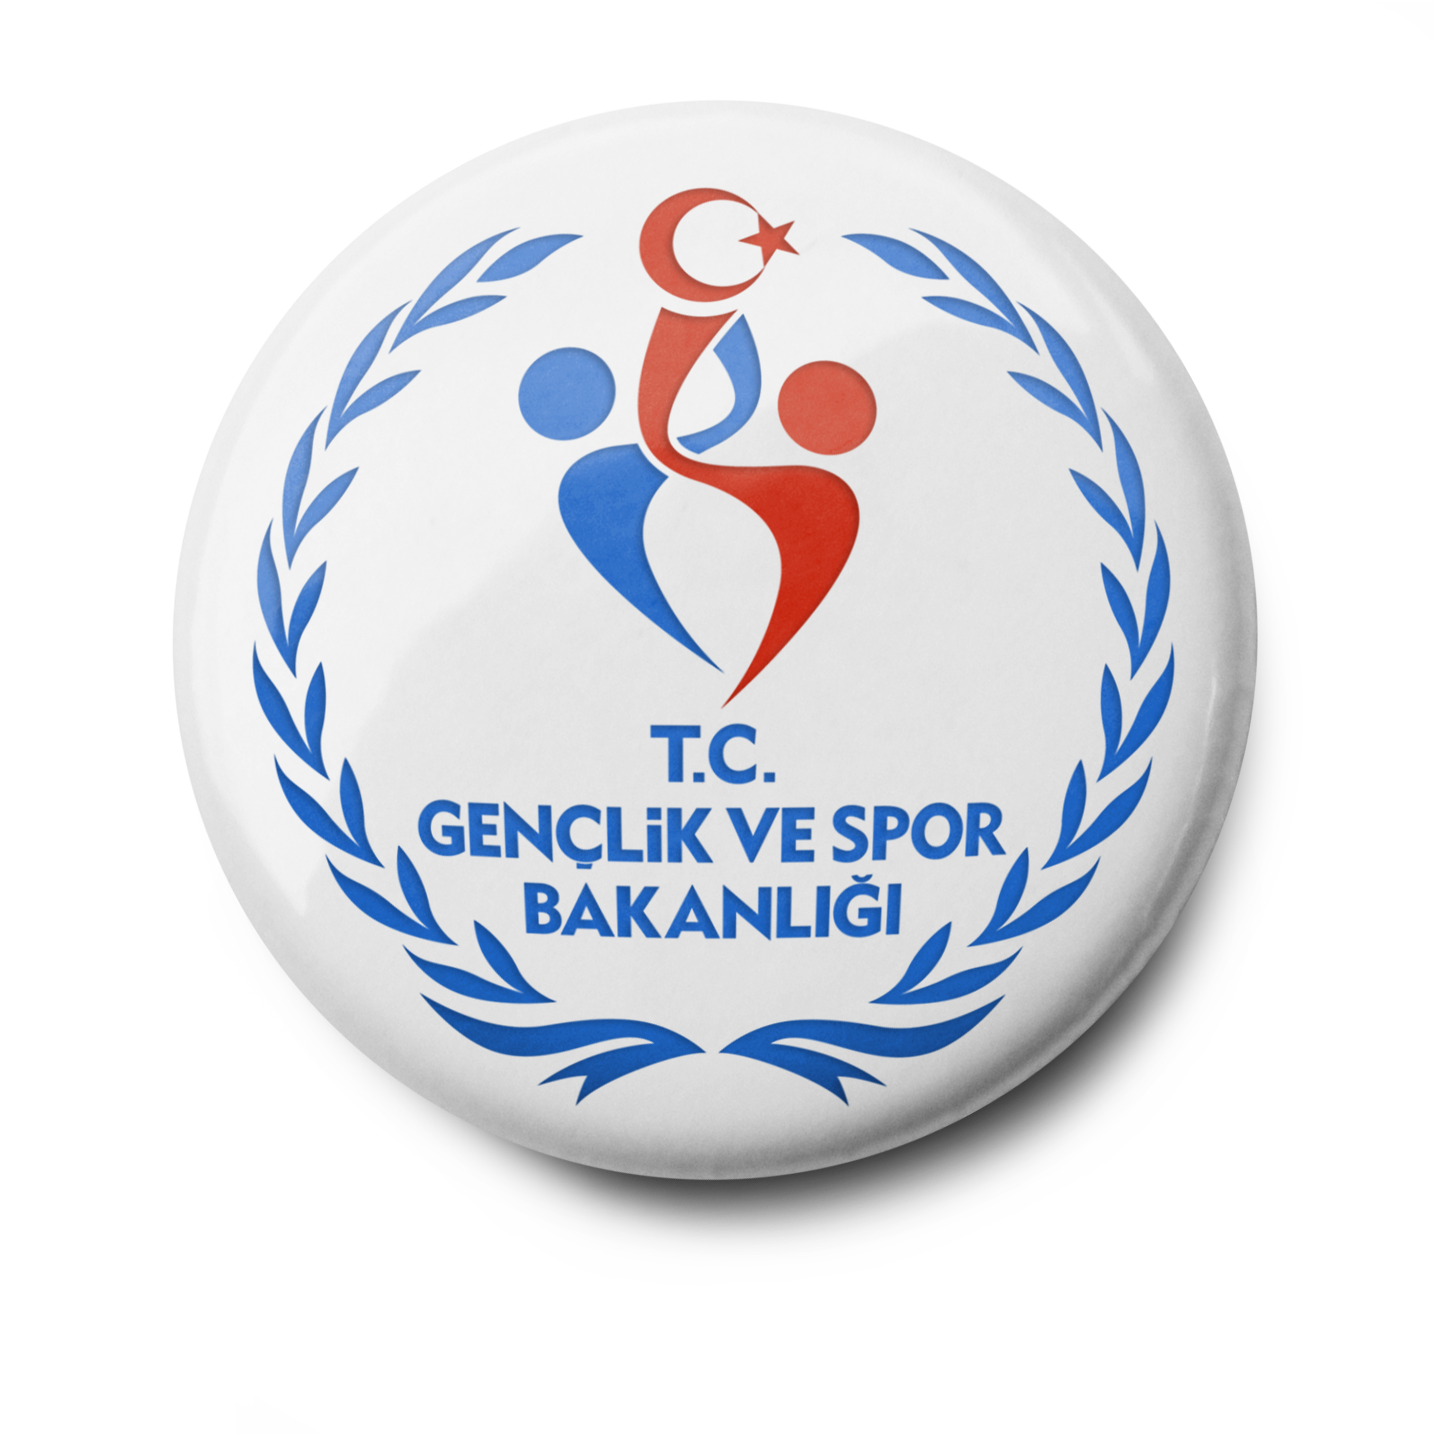 T.C.
GENÇLİK VE SPOR
BAKANLIĞI